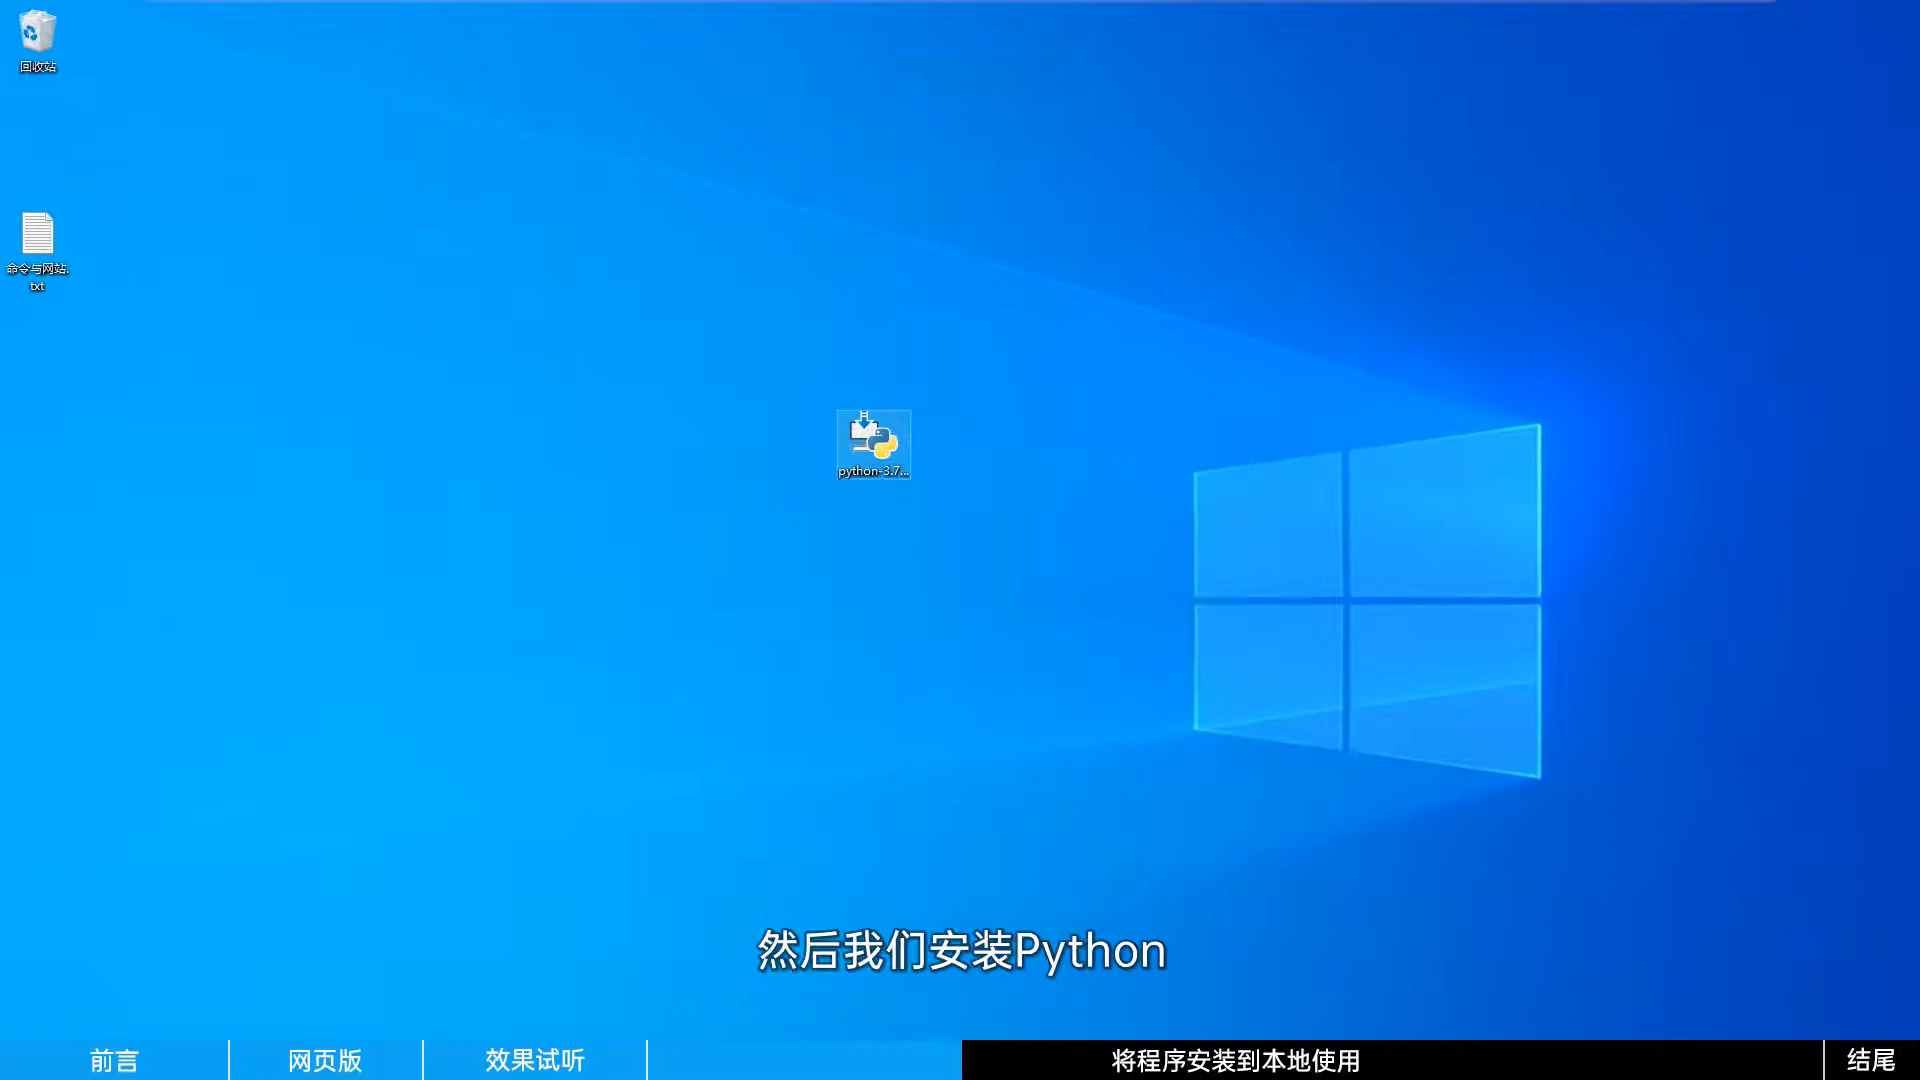 回收站
命令与网站.
txt
python-3.7...
然后我们安装Python
前言
网页版
效果试听
将程序安装到本地使用
结尾